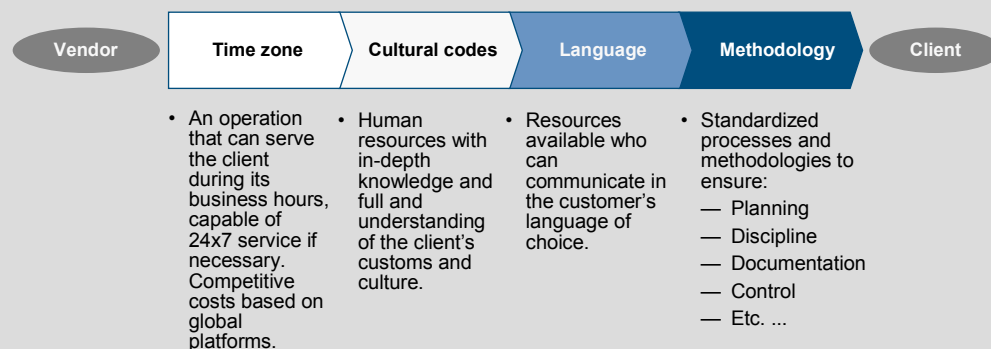 Vendor
Time zone
Cultural codes
Language
Methodology
Client
• An operation
that can serve
the client
during its
business hours,
capable of
24x7 service if
necessary.
Competitive
costs based on
global
platforms.
• Human
resources with
in-depth
knowledge and
full and
understanding
of the client's
customs and
culture.
• Resources
available who
can
communicate in
the customer's
language of
choice.
• Standardized
processes and
methodologies to
ensure:
— Planning
— Discipline
— Documentation
— Control
— Etc. ...